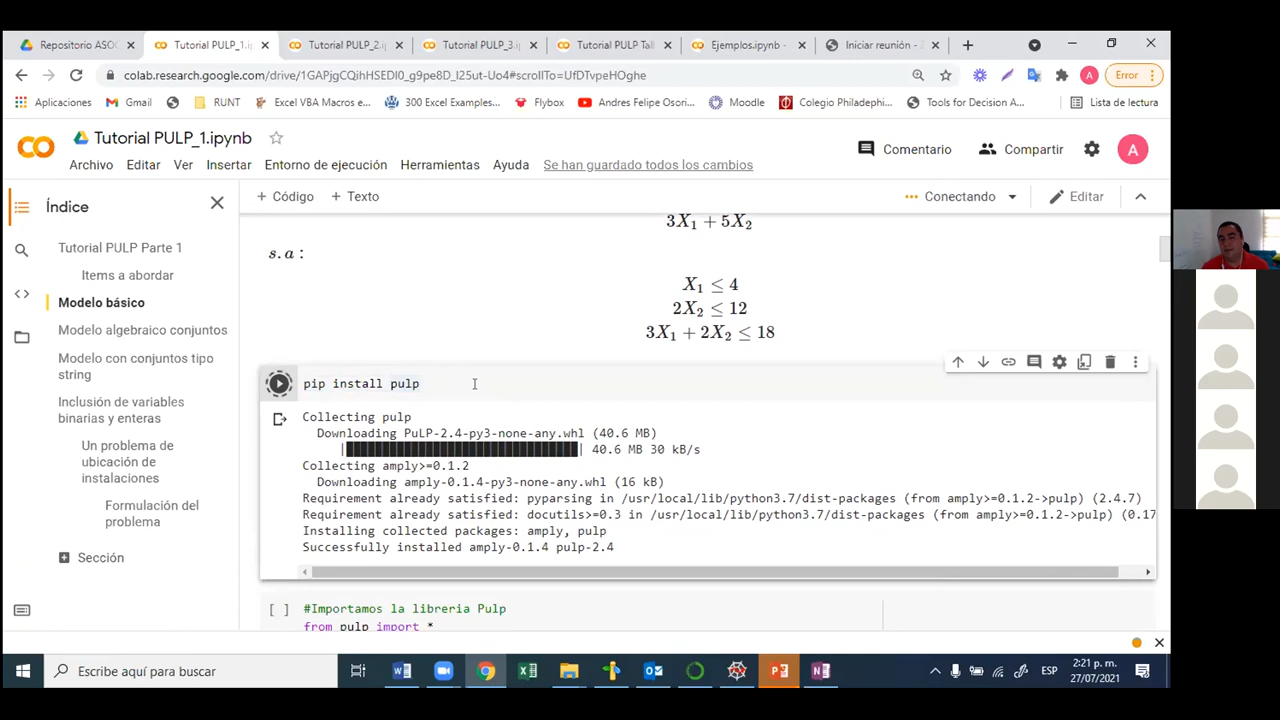 Repositorio ASOC
Tutorial PULP_1.i
Tutorial PULP_2.i
Tutorial PULP_3.i
Tutorial PULP Tall
Ejemplos.ipynb -
Iniciar reunión - Z
colab.research.google.com/drive/1GAPjgCQihHSEDl0_g9pe8D_I25ut-Uo4#scrollTo=UfDTvpeHOghe
A
Error
Aplicaciones
Gmail
RUNT
Excel VBA Macros e...
300 Excel Examples...
Flybox
Andres Felipe Osori...
Moodle
Colegio Philadelphi...
Tools for Decision A...
Lista de lectura
Tutorial PULP_1.ipynb
Archivo Editar Ver Insertar Entorno de ejecución Herramientas Ayuda Se han guardado todos los cambios
Comentario
Compartir
A
Índice
+ Código + Texto
Conectando
Editar
Tutorial PULP Parte 1
Items a abordar
Modelo básico
Modelo algebraico conjuntos
Modelo con conjuntos tipo
string
Inclusión de variables
binarias y enteras
Un problema de
ubicación de
instalaciones
Formulación del
problema
Sección
3X₁ + 5X₂
s.a :
X₁ ≤ 4
2X₂ ≤ 12
3X₁ + 2X₂ ≤ 18
pip install pulp
Collecting pulp
Downloading PuLP-2.4-py3-none-any.whl (40.6 MB)
|████████████████████████████████| 40.6 MB 30 kB/s
Collecting amply>=0.1.2
Downloading amply-0.1.4-py3-none-any.whl (16 kB)
Requirement already satisfied: pyparsing in /usr/local/lib/python3.7/dist-packages (from amply>=0.1.2->pulp) (2.4.7)
Requirement already satisfied: docutils>=0.3 in /usr/local/lib/python3.7/dist-packages (from amply>=0.1.2->pulp) (0.17
Installing collected packages: amply, pulp
Successfully installed amply-0.1.4 pulp-2.4
[ ] #Importamos la libreria Pulp
from pulp import *
Escribe aquí para buscar
ESP
2:21 p. m.
27/07/2021